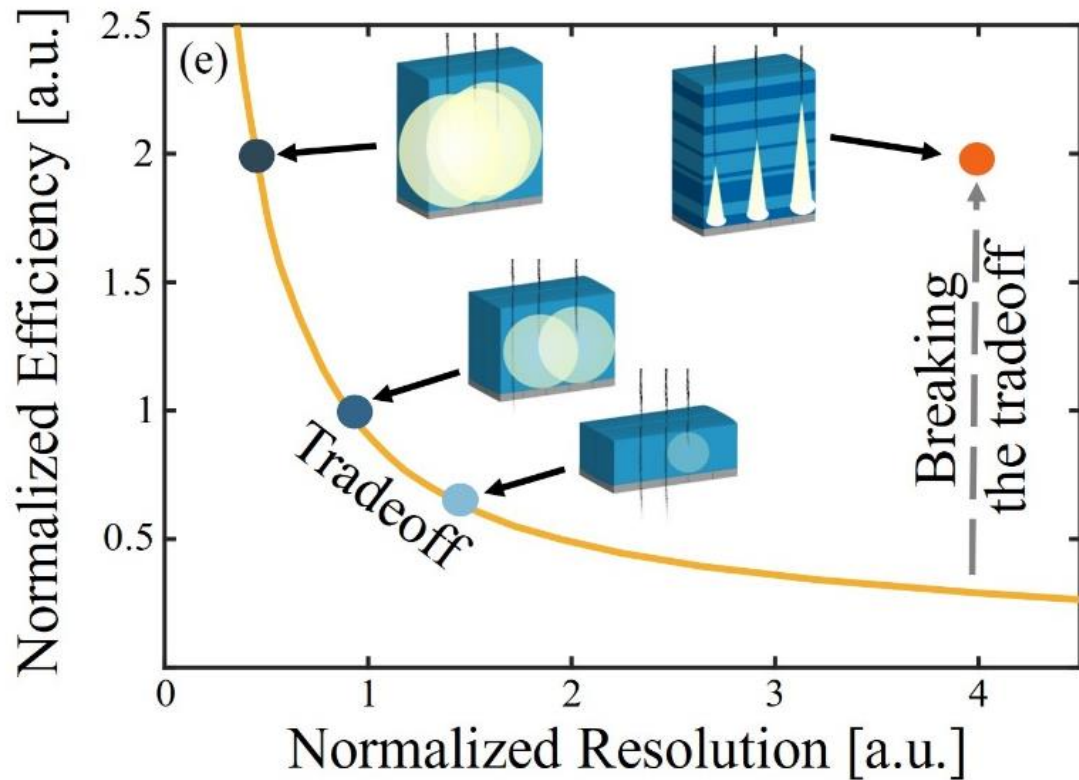 (e)
Normalized Efficiency [a.u.]
2.5
2
1.5
1
0.5
Tradeoff
Breaking
the tradeoff
0 1 2 3 4
Normalized Resolution [a.u.]